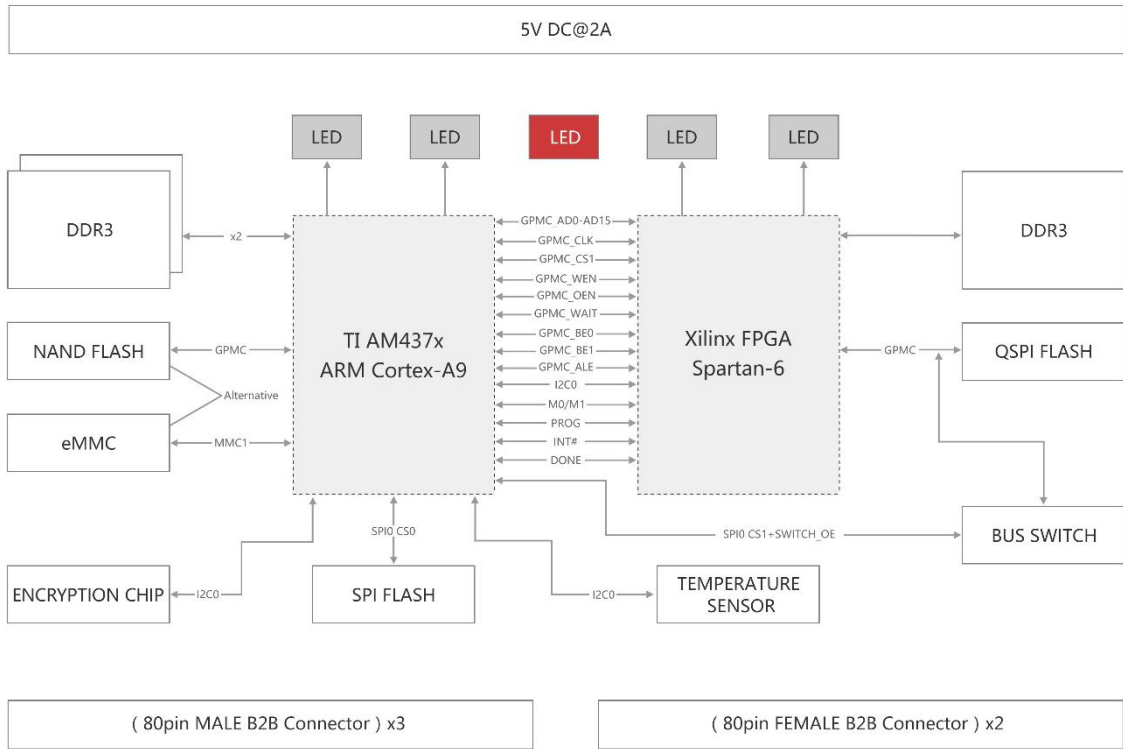 5V DC@2A
LED
LED
LED
LED
LED
DDR3
x2
GPMC_AD0-AD15
GPMC_CLK
GPMC_CS1
GPMC_WEN
GPMC_OEN
GPMC_WAIT
GPMC_BE0
GPMC_BE1
GPMC_ALE
I2C0
M0/M1
PROG
INT#
DONE
TI AM437x
ARM Cortex-A9
Xilinx FPGA
Spartan-6
DDR3
NAND FLASH
GPMC
Alternative
eMMC
MMC1
GPMC
QSPI FLASH
SPI0 CS0
SPI0 CS1+SWITCH_OE
BUS SWITCH
ENCRYPTION CHIP
I2C0
SPI FLASH
I2C0
TEMPERATURE
SENSOR
( 80pin MALE B2B Connector ) x3
( 80pin FEMALE B2B Connector ) x2